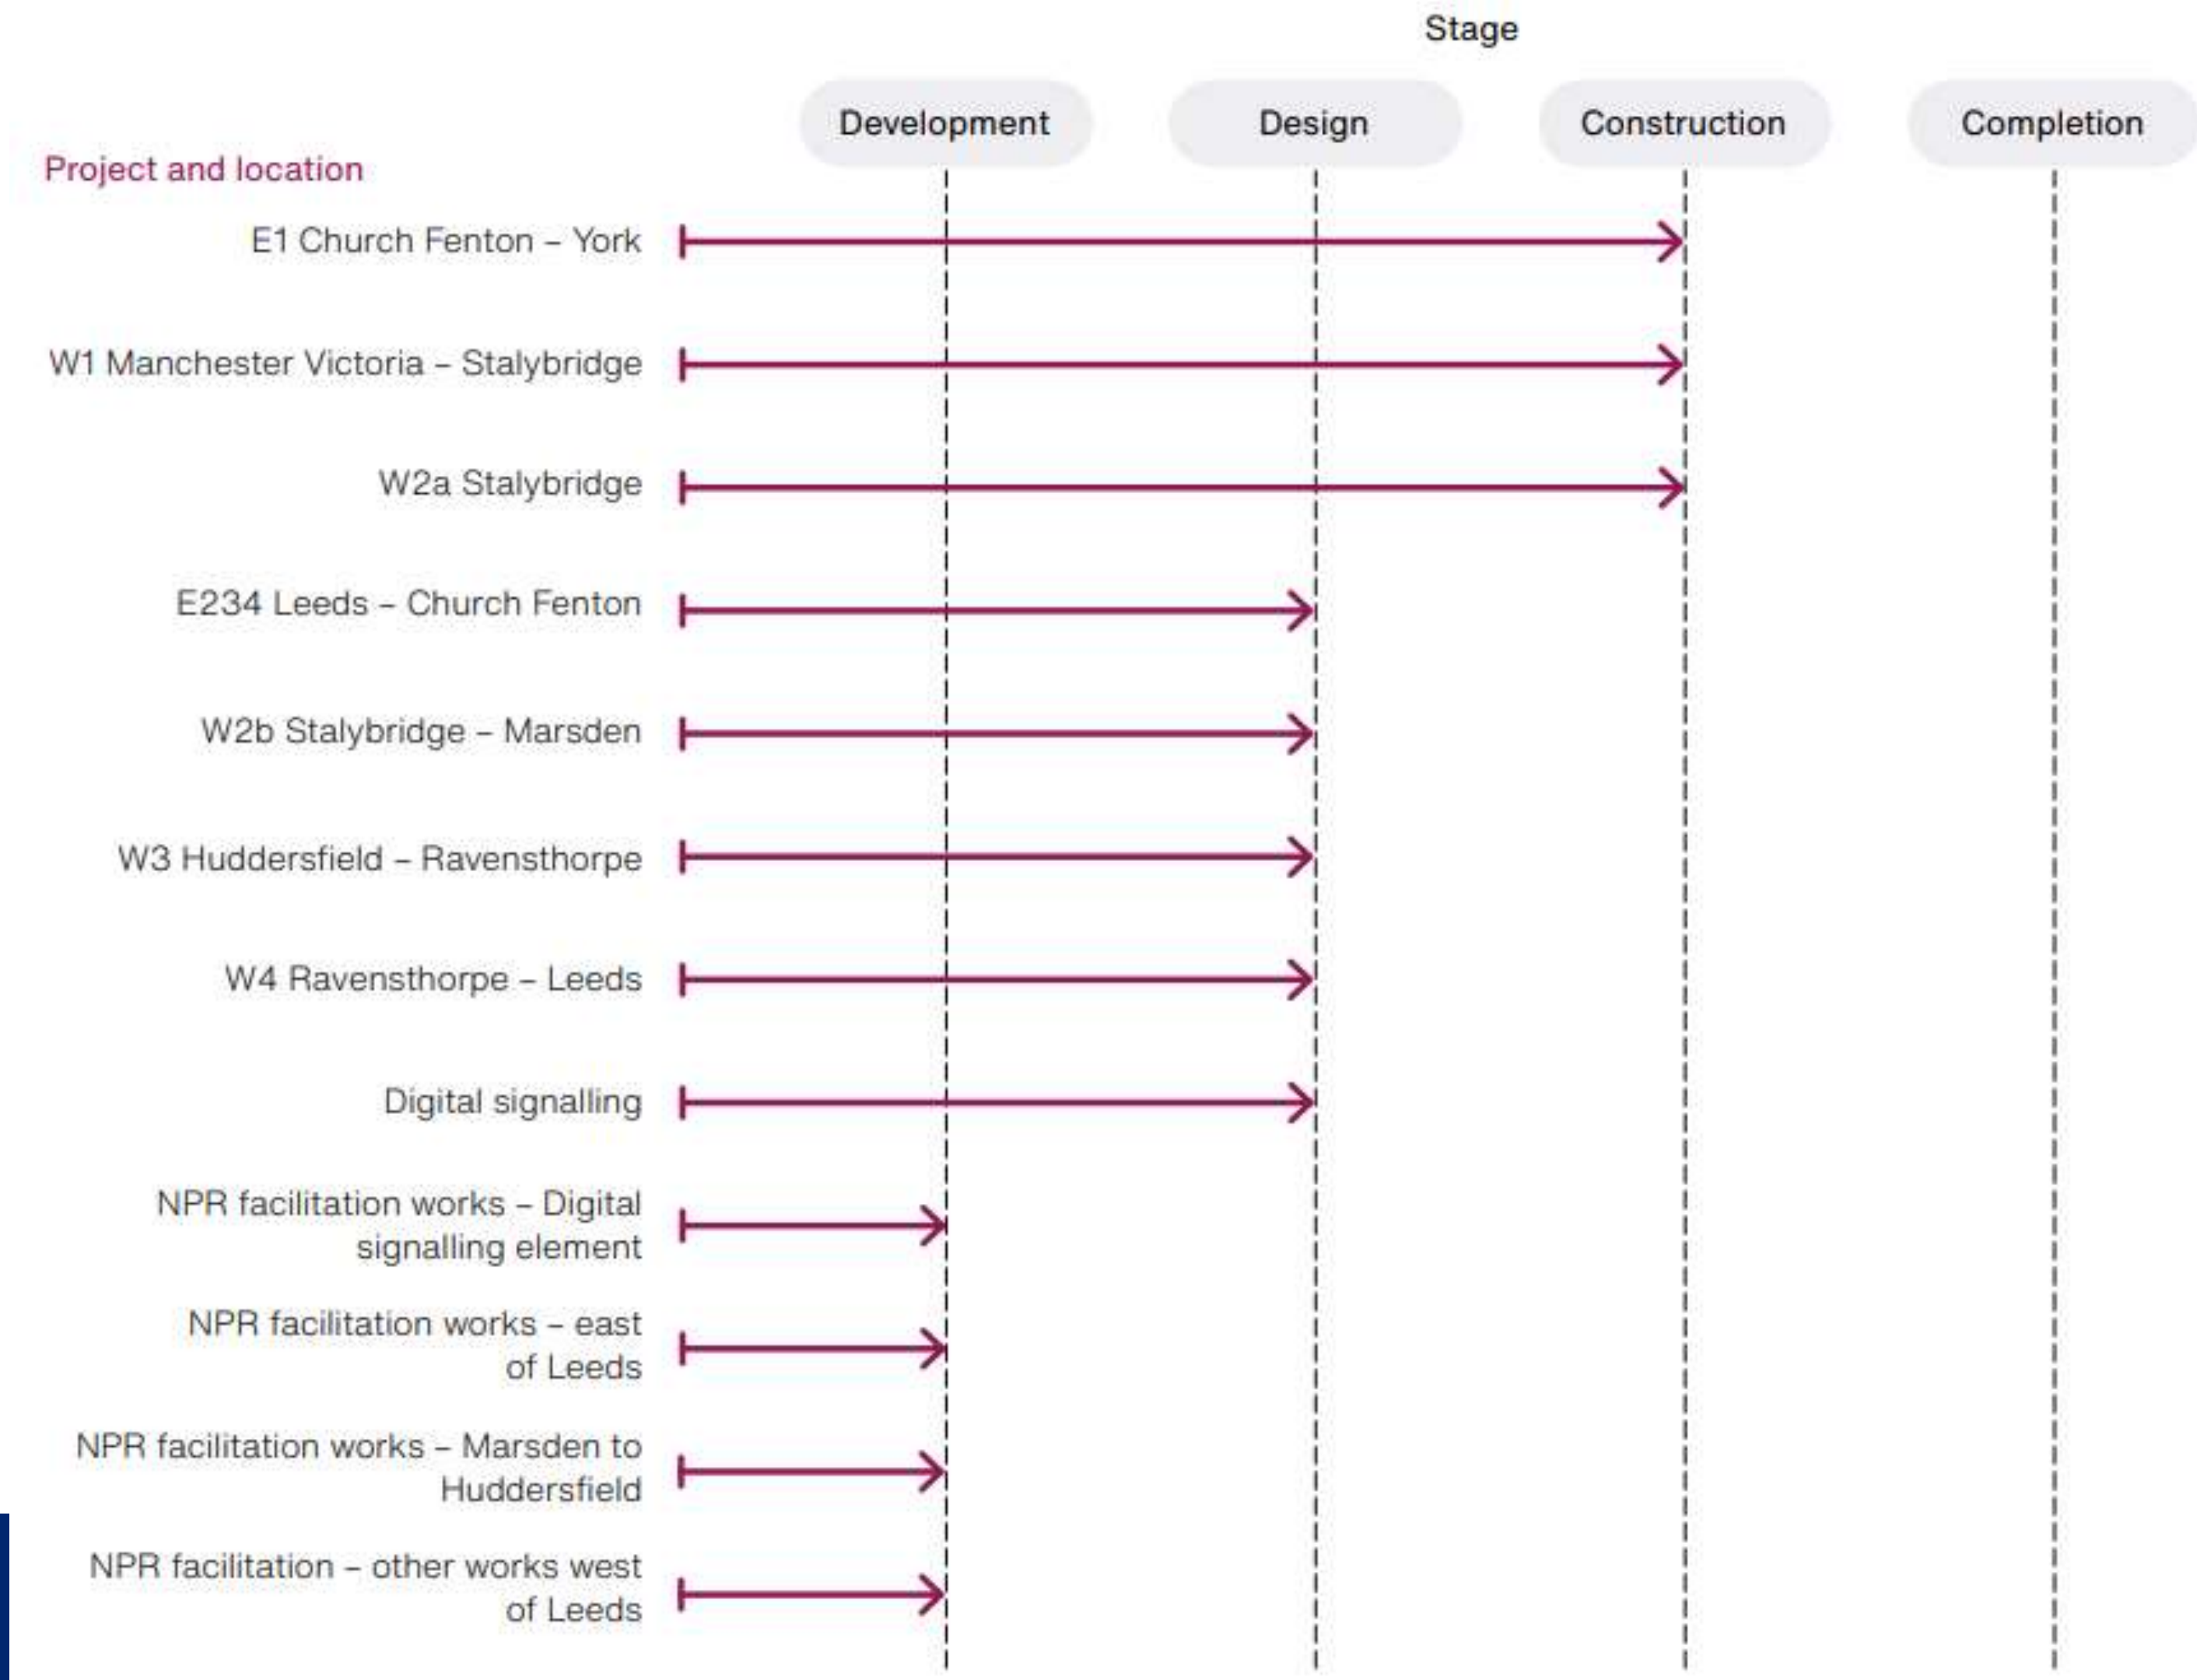 Stage
Development Design Construction Completion
Project and location
E1 Church Fenton – York
W1 Manchester Victoria – Stalybridge
W2a Stalybridge
E234 Leeds – Church Fenton
W2b Stalybridge – Marsden
W3 Huddersfield – Ravensthorpe
W4 Ravensthorpe – Leeds
Digital signalling
NPR facilitation works – Digital
signalling element
NPR facilitation works – east
of Leeds
NPR facilitation works – Marsden to
Huddersfield
NPR facilitation – other works west
of Leeds